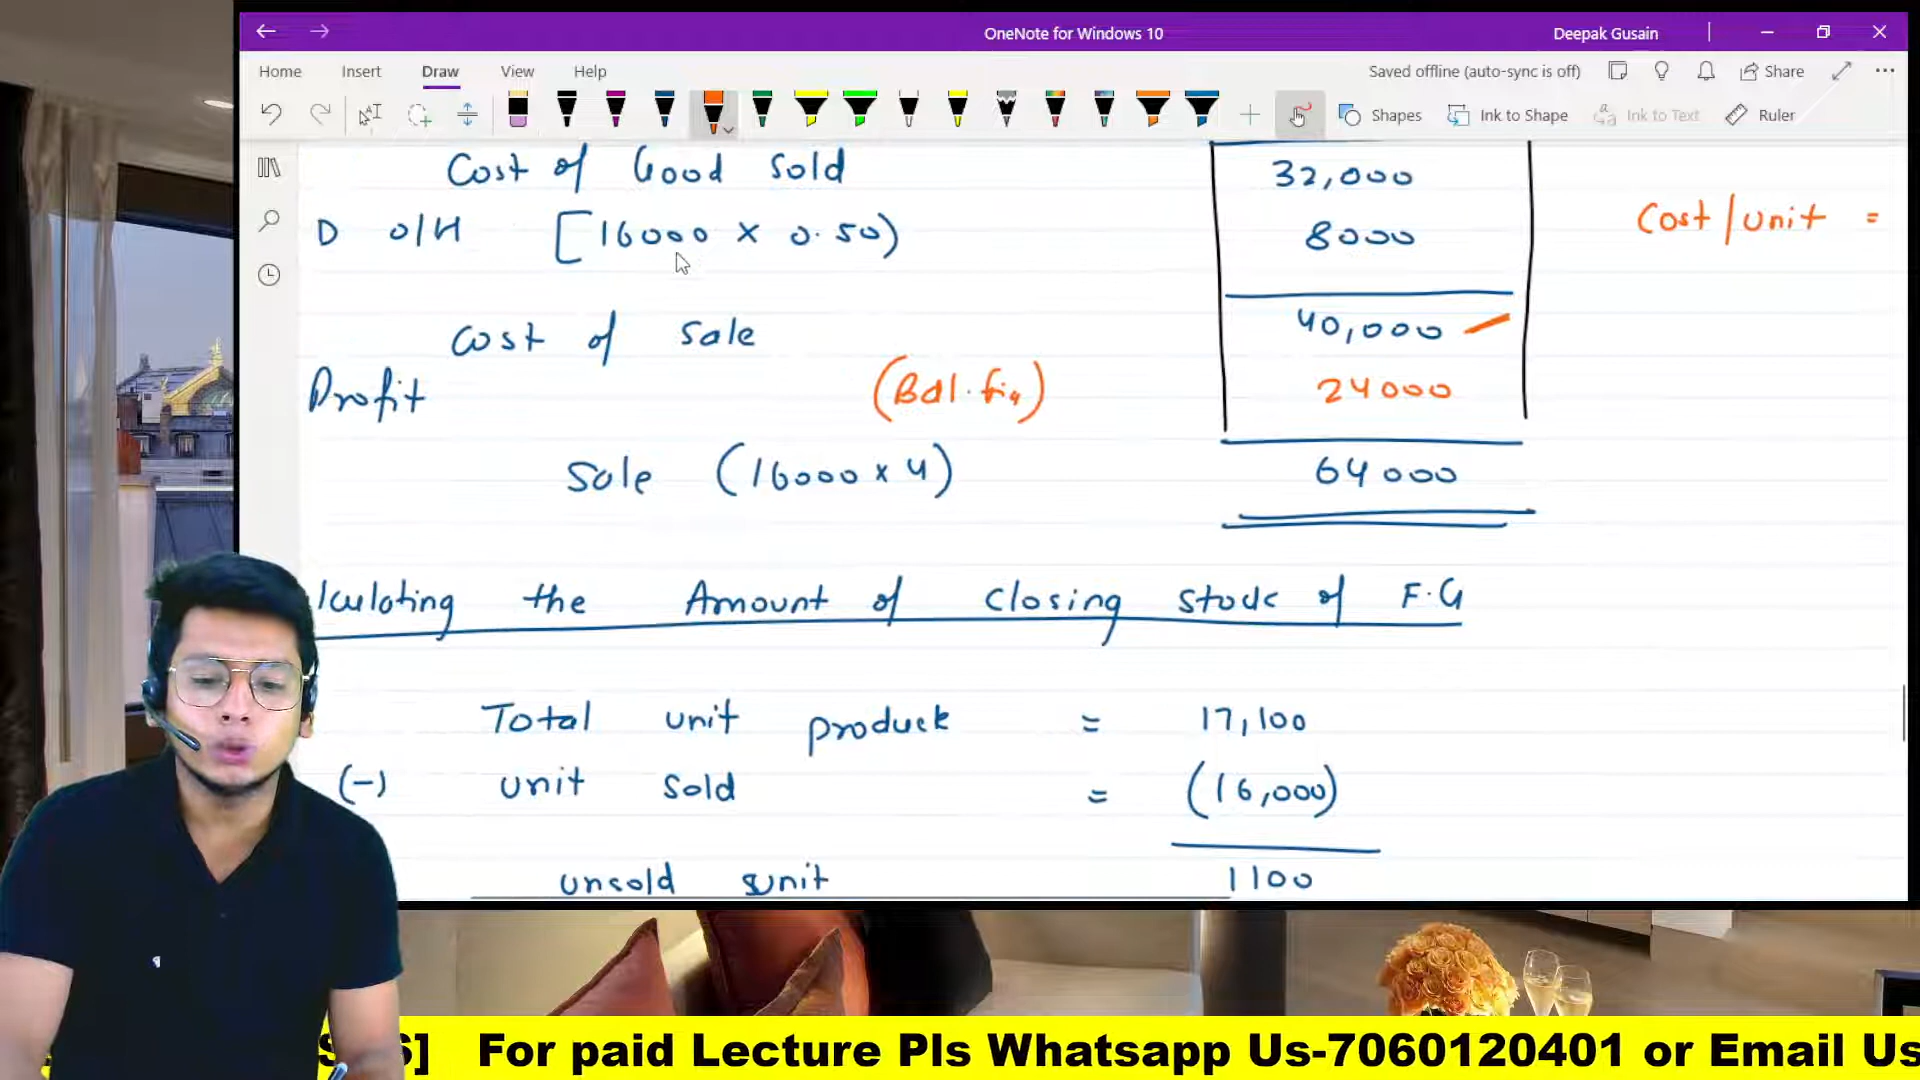 OneNote for Windows 10
Deepak Gusain
Home Insert Draw View Help
Saved offline (auto-sync is off)
Share
Shapes
Ink to Shape
Ink to Text
Ruler
Cost of Good Sold 32,000
D O/H [16000 x 0.50) 8000
Cost/unit =
Cost of Sale 40,000
Profit (Bal. fig) 24000
Sale (16000 x 4) 64000
lculating the Amount of Closing Stock of F.G
Total unit produce = 17,100
(-) unit Sold = (16,000)
unsold unit 1100
6] For paid Lecture Pls Whatsapp Us-7060120401 or Email Us